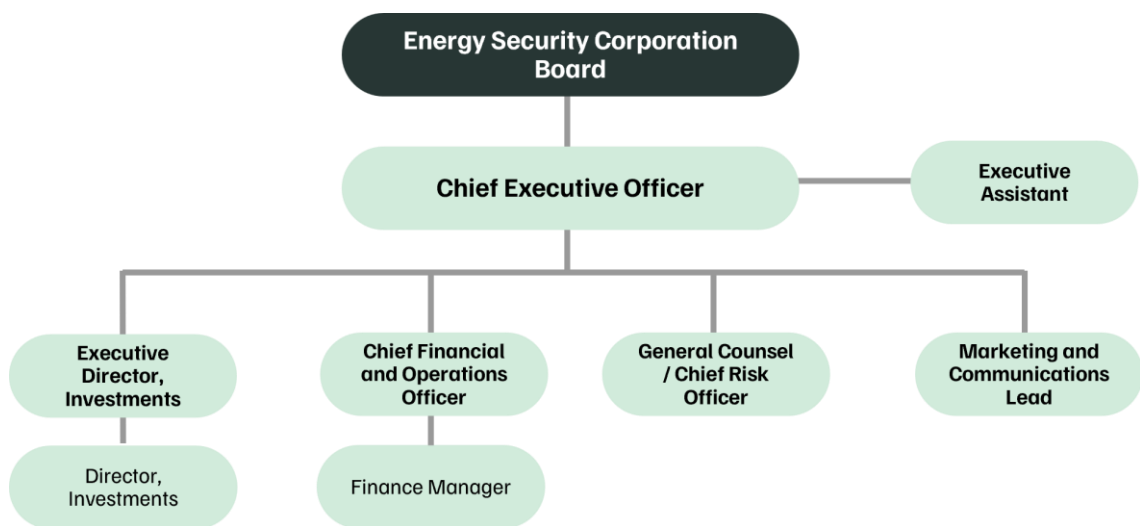 Energy Security Corporation
Board
Chief Executive Officer
Executive
Assistant
Executive
Director,
Investments
Chief Financial
and Operations
Officer
General Counsel
/ Chief Risk
Officer
Marketing and
Communications
Lead
Director,
Investments
Finance Manager